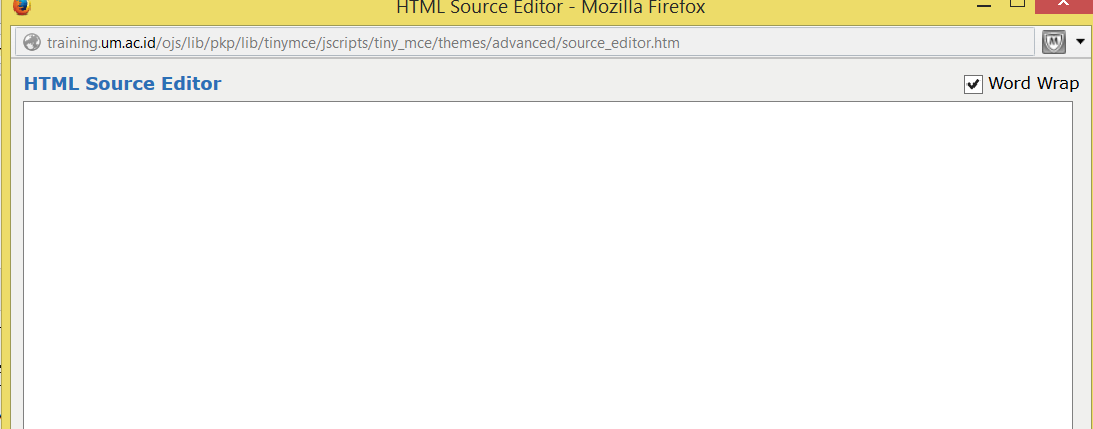 HTML Source Editor - Mozilla Firefox
training.um.ac.id/ojs/lib/pkp/lib/tinymce/jscripts/tiny_mce/themes/advanced/source_editor.htm
HTML Source Editor
Word Wrap